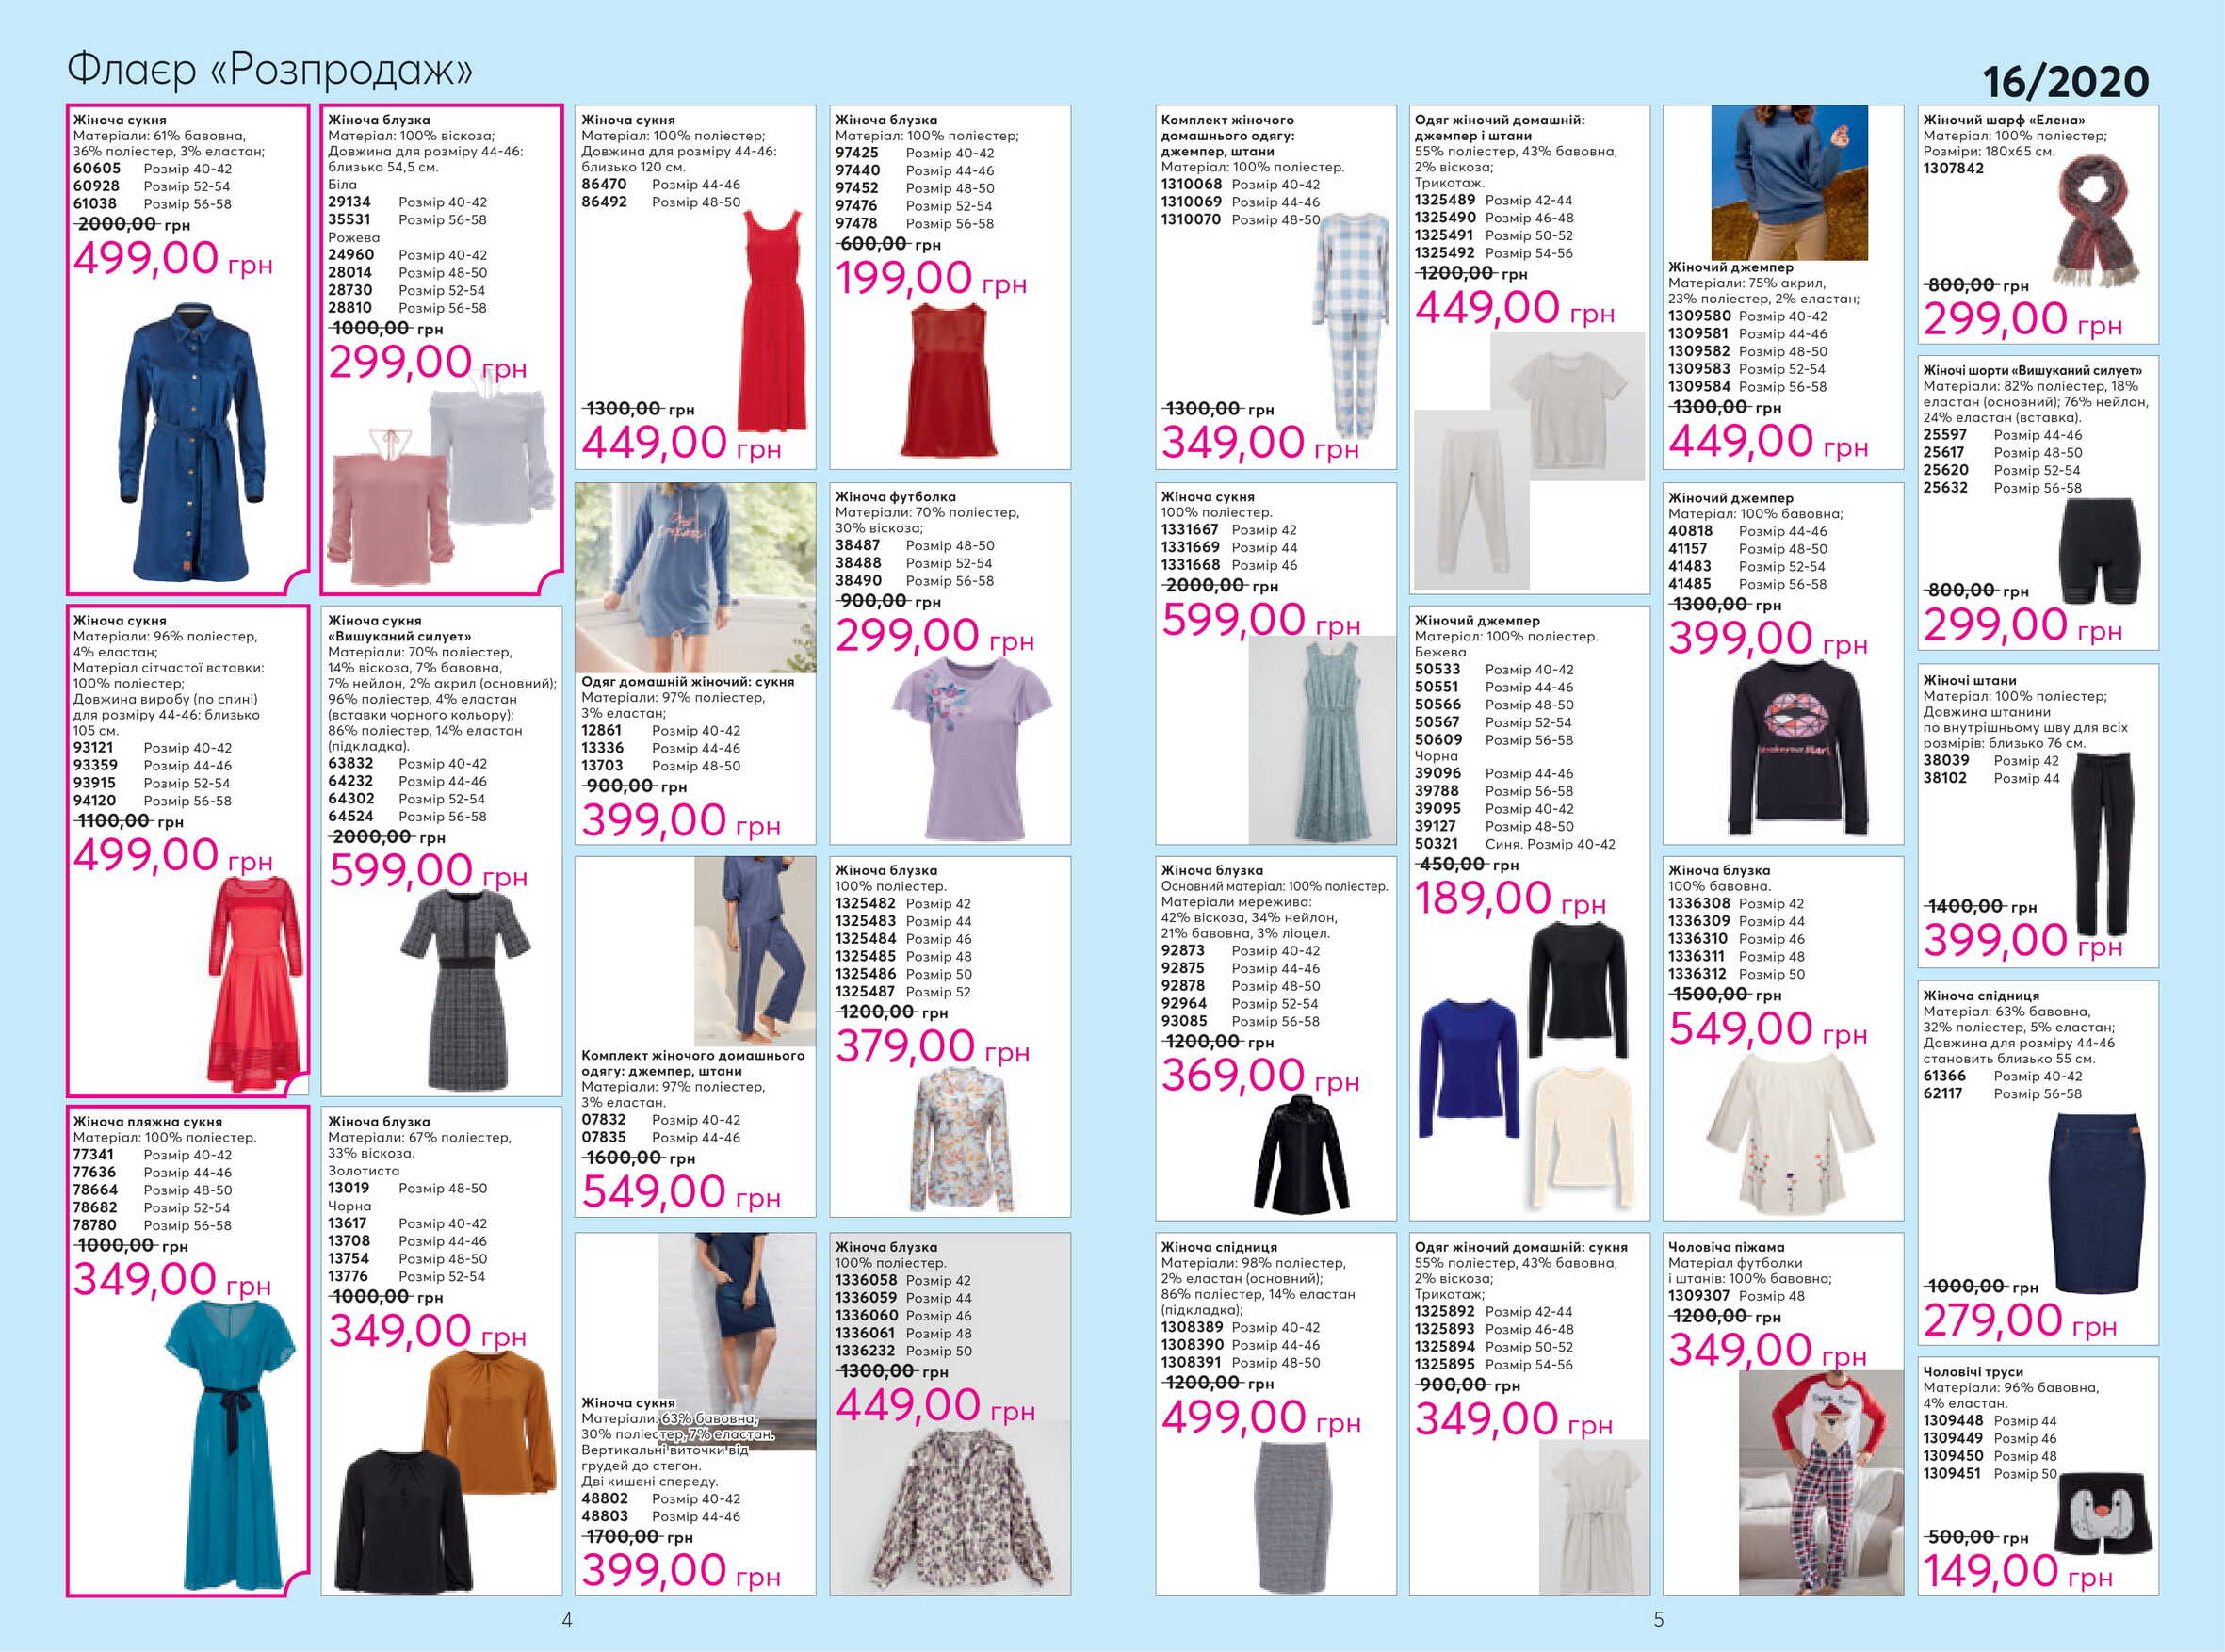 Флаєр «Розпродаж»
16/2020
Жіноча сукня
Матеріали: 61% бавовна,
36% поліестер, 3% еластан;
60605 Розмір 40-42
60928 Розмір 52-54
61038 Розмір 56-58
2000,00 грн
499,00 грн
Жіноча сукня
Матеріали: 96% поліестер,
4% еластан;
Матеріал сітчастої вставки:
100% поліестер;
Довжина виробу (по спині)
для розміру 44-46: близько
105 см.
93121 Розмір 40-42
93359 Розмір 44-46
93915 Розмір 52-54
94120 Розмір 56-58
1100,00 грн
499,00 грн
Жіноча пляжна сукня
Матеріал: 100% поліестер.
77341 Розмір 40-42
77636 Розмір 44-46
78664 Розмір 48-50
78682 Розмір 52-54
78780 Розмір 56-58
1000,00 грн
349,00 грн
Жіноча блузка
Матеріал: 100% віскоза;
Довжина для розміру 44-46:
близько 54,5 см.
Біла
29134 Розмір 40-42
35531 Розмір 56-58
Рожева
24960 Розмір 40-42
28014 Розмір 48-50
28730 Розмір 52-54
28810 Розмір 56-58
1000,00 грн
299,00 грн
Жіноча сукня
«Вишуканий силует»
Матеріали: 70% поліестер,
14% віскоза, 7% бавовна,
7% нейлон, 2% акрил (основний);
96% поліестер, 4% еластан
(вставки чорного кольору);
86% поліестер, 14% еластан
(підкладка).
63832 Розмір 40-42
64232 Розмір 44-46
64302 Розмір 52-54
64524 Розмір 56-58
2000,00 грн
599,00 грн
Жіноча блузка
Матеріали: 67% поліестер,
33% віскоза.
Золотиста
13019 Розмір 48-50
Чорна
13617 Розмір 40-42
13708 Розмір 44-46
13754 Розмір 48-50
13776 Розмір 52-54
1000,00 грн
349,00 грн
Жіноча сукня
Матеріал: 100% поліестер;
Довжина для розміру 44-46:
близько 120 см.
86470 Розмір 44-46
86492 Розмір 48-50
1300,00 грн
449,00 грн
Одяг домашній жіночий: сукня
Матеріали: 97% поліестер,
3% еластан;
12861 Розмір 40-42
13336 Розмір 44-46
13703 Розмір 48-50
900,00 грн
399,00 грн
Комплект жіночого домашнього
одягу: джемпер, штани
Матеріали: 97% поліестер,
3% еластан.
07832 Розмір 40-42
07835 Розмір 44-46
1600,00 грн
549,00 грн
Жіноча сукня
Матеріали: 63% бавовна;
30% поліестер, 7% еластан.
Вертикальні виточки від
грудей до стегон.
Дві кишені спереду.
48802 Розмір 40-42
48803 Розмір 44-46
1700,00 грн
399,00 грн
Жіноча блузка
Матеріал: 100% поліестер;
97425 Розмір 40-42
97440 Розмір 44-46
97452 Розмір 48-50
97476 Розмір 52-54
97478 Розмір 56-58
600,00 грн
199,00 грн
Жіноча футболка
Матеріали: 70% поліестер,
30% віскоза;
38487 Розмір 48-50
38488 Розмір 52-54
38490 Розмір 56-58
900,00 грн
299,00 грн
Жіноча блузка
100% поліестер.
1325482 Розмір 42
1325483 Розмір 44
1325484 Розмір 46
1325485 Розмір 48
1325486 Розмір 50
1325487 Розмір 52
1200,00 грн
379,00 грн
Жіноча блузка
100% поліестер.
1336058 Розмір 42
1336059 Розмір 44
1336060 Розмір 46
1336061 Розмір 48
1336232 Розмір 50
1300,00 грн
449,00 грн
4
Комплект жіночого
домашнього одягу:
джемпер, штани
Матеріал: 100% поліестер.
1310068 Розмір 40-42
1310069 Розмір 44-46
1310070 Розмір 48-50
1300,00 грн
349,00 грн
Жіноча сукня
100% поліестер.
1331667 Розмір 42
1331669 Розмір 44
1331668 Розмір 46
2000,00 грн
599,00 грн
Жіноча блузка
Основний матеріал: 100% поліестер.
Матеріали мережива:
42% віскоза, 34% нейлон,
21% бавовна, 3% ліоцел.
92873 Розмір 40-42
92875 Розмір 44-46
92878 Розмір 48-50
92964 Розмір 52-54
93085 Розмір 56-58
1200,00 грн
369,00 грн
Жіноча спідниця
Матеріали: 98% поліестер,
2% еластан (основний);
86% поліестер, 14% еластан
(підкладка);
1308389 Розмір 40-42
1308390 Розмір 44-46
1308391 Розмір 48-50
1200,00 грн
499,00 грн
Одяг жіночий домашній:
джемпер і штани
55% поліестер, 43% бавовна,
2% віскоза;
Трикотаж.
1325489 Розмір 42-44
1325490 Розмір 46-48
1325491 Розмір 50-52
1325492 Розмір 54-56
1200,00 грн
449,00 грн
Жіночий джемпер
Матеріал: 100% поліестер.
Бежева
50533 Розмір 40-42
50551 Розмір 44-46
50566 Розмір 48-50
50567 Розмір 52-54
50609 Розмір 56-58
Чорна
39096 Розмір 44-46
39788 Розмір 56-58
39095 Розмір 40-42
39127 Розмір 48-50
50321 Синя. Розмір 40-42
450,00 грн
189,00 грн
Одяг жіночий домашній: сукня
55% поліестер, 43% бавовна,
2% віскоза;
Трикотаж;
1325892 Розмір 42-44
1325893 Розмір 46-48
1325894 Розмір 50-52
1325895 Розмір 54-56
900,00 грн
349,00 грн
Жіночий джемпер
Матеріали: 75% акрил,
23% поліестер, 2% еластан;
1309580 Розмір 40-42
1309581 Розмір 44-46
1309582 Розмір 48-50
1309583 Розмір 52-54
1309584 Розмір 56-58
1300,00 грн
449,00 грн
Жіночий джемпер
Матеріал: 100% бавовна;
40818 Розмір 44-46
41157 Розмір 48-50
41483 Розмір 52-54
41485 Розмір 56-58
1300,00 грн
399,00 грн
Жіноча блузка
100% бавовна.
1336308 Розмір 42
1336309 Розмір 44
1336310 Розмір 46
1336311 Розмір 48
1336312 Розмір 50
1500,00 грн
549,00 грн
Чоловіча піжама
Матеріал футболки
і штанів: 100% бавовна;
1309307 Розмір 48
1200,00 грн
349,00 грн
Жіночий шарф «Елена»
Матеріал: 100% поліестер;
Розміри: 180х65 см.
1307842
800,00 грн
299,00 грн
Жіночі шорти «Вишуканий силует»
Матеріали: 82% поліестер, 18%
еластан (основний); 76% нейлон,
24% еластан (вставка).
25597 Розмір 44-46
25617 Розмір 48-50
25620 Розмір 52-54
25632 Розмір 56-58
800,00 грн
299,00 грн
Жіночі штани
Матеріал: 100% поліестер;
Довжина штанини
по внутрішньому шву для всіх
розмірів: близько 76 см.
38039 Розмір 42
38102 Розмір 44
1400,00 грн
399,00 грн
Жіноча спідниця
Матеріал: 63% бавовна,
32% поліестер, 5% еластан;
Довжина для розміру 44-46
становить близько 55 см.
61366 Розмір 40-42
62117 Розмір 56-58
1000,00 грн
279,00 грн
Чоловічі труси
Матеріали: 96% бавовна,
4% еластан.
1309448 Розмір 44
1309449 Розмір 46
1309450 Розмір 48
1309451 Розмір 50
500,00 грн
149,00 грн
5